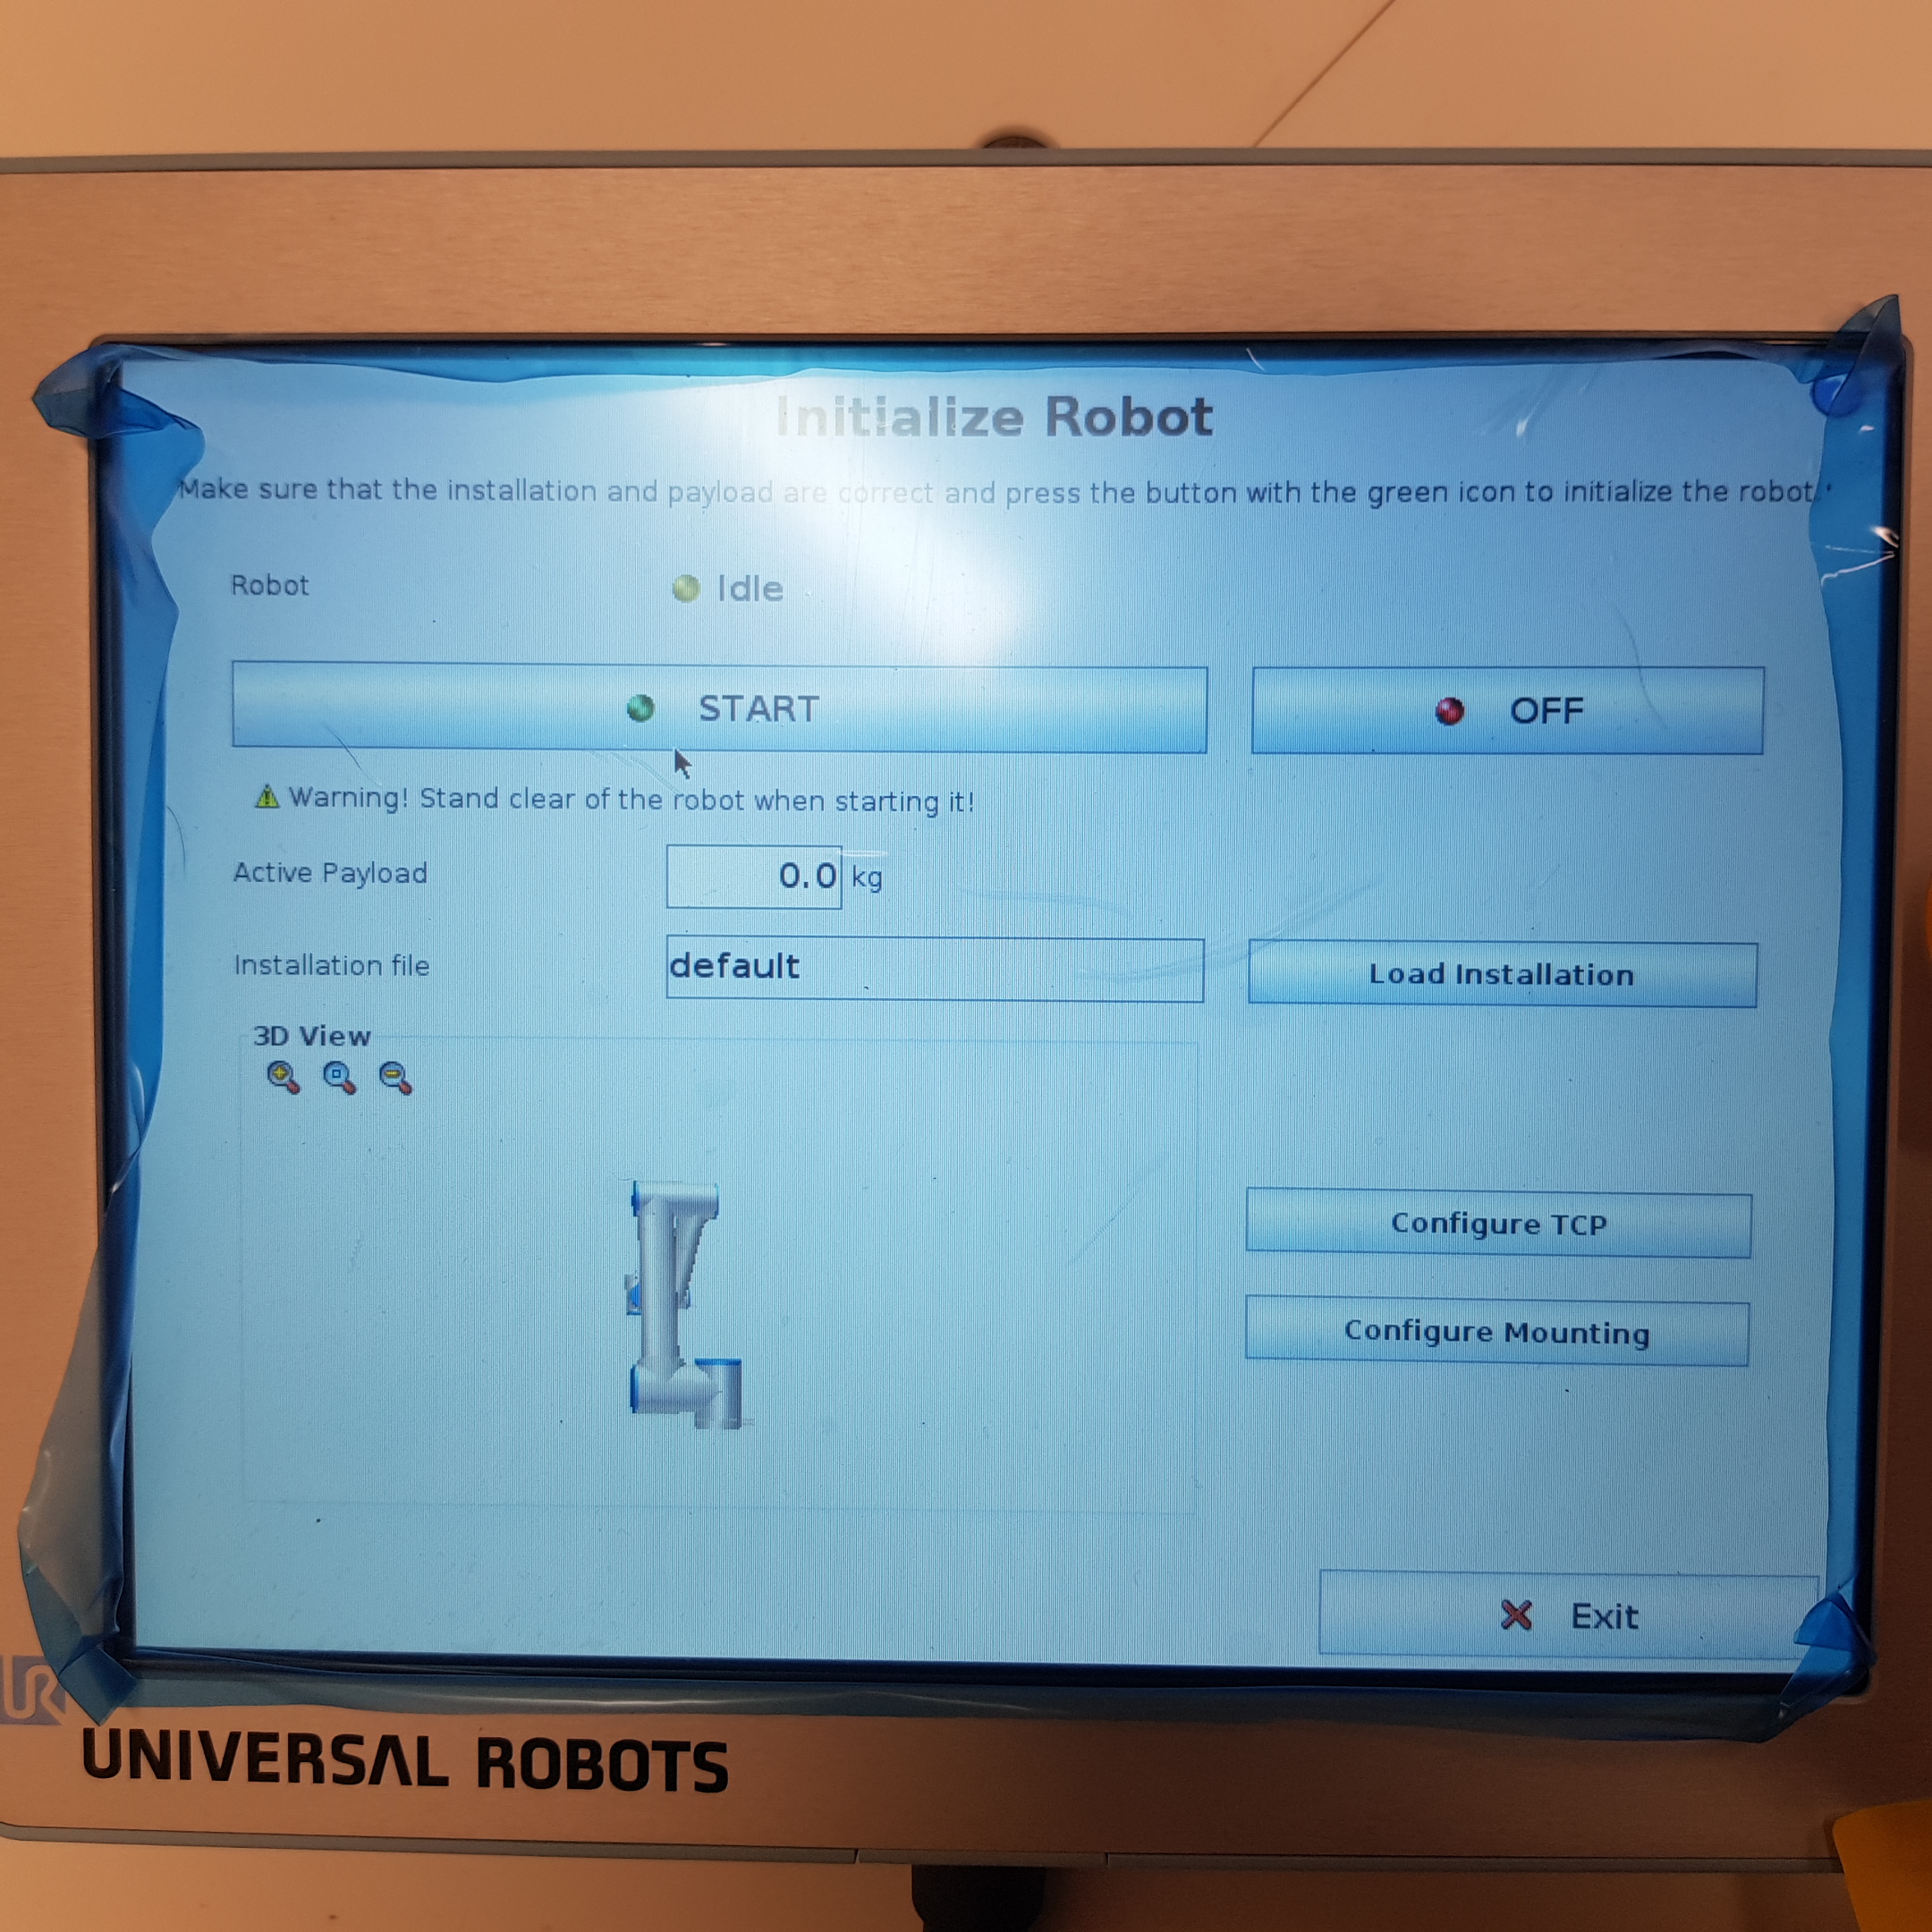 Initialize Robot
Make sure that the installation and payload are correct and press the button with the green icon to initialize the robot.
Robot
Idle
START
OFF
Warning! Stand clear of the robot when starting it!
Active Payload
0.0 kg
Installation file
default
Load Installation
3D View
Configure TCP
Configure Mounting
Exit
UR
UNIVERSAL ROBOTS